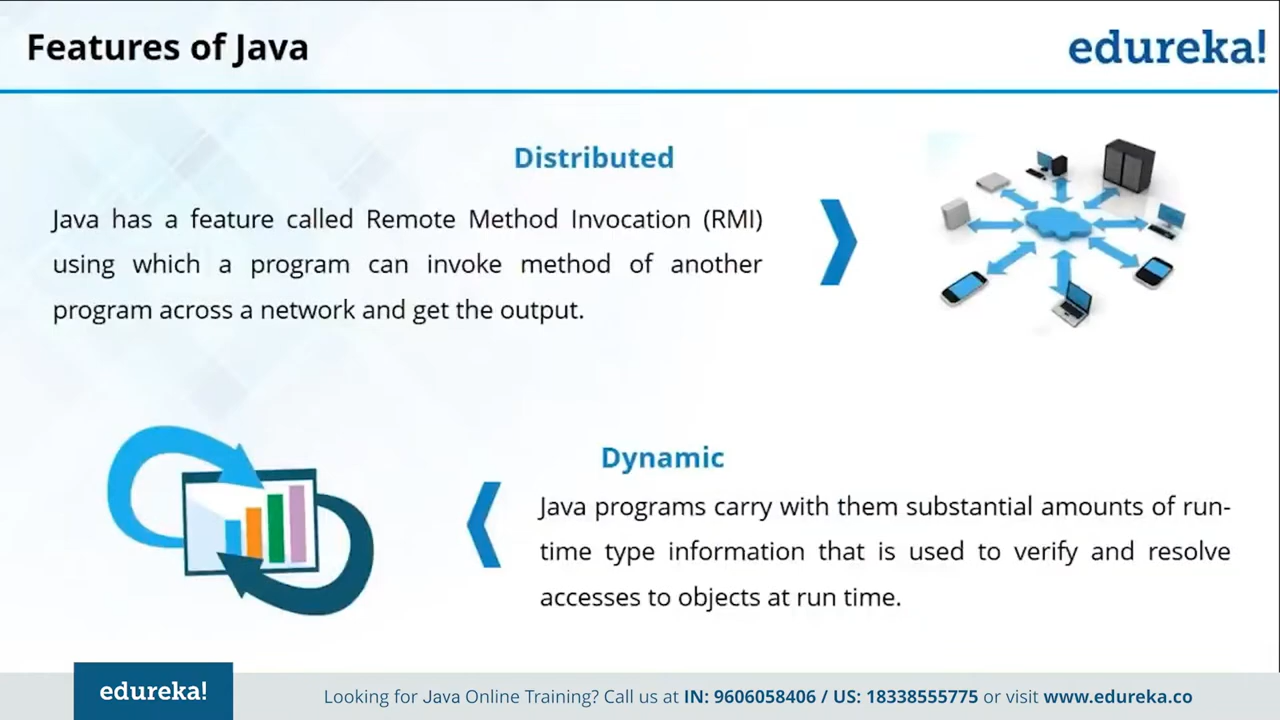 Features of Java
edureka!
Distributed
Java has a feature called Remote Method Invocation (RMI)
using which a program can invoke method of another
program across a network and get the output.
Dynamic
Java programs carry with them substantial amounts of run-
time type information that is used to verify and resolve
accesses to objects at run time.
edureka!
Looking for Java Online Training? Call us at IN: 9606058406 / US: 18338555775 or visit www.edureka.co